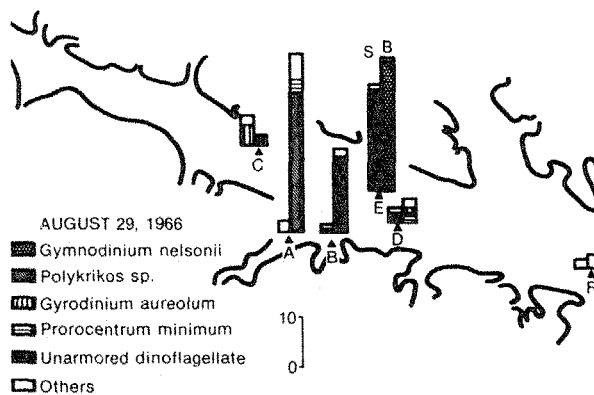 S B
C
E
A
B
D
F
AUGUST 29, 1966
Gymnodinium nelsonii
Polykrikos sp.
Gyrodinium aureolum
Prorocentrum minimum
Unarmored dinoflagellate
Others
10
0